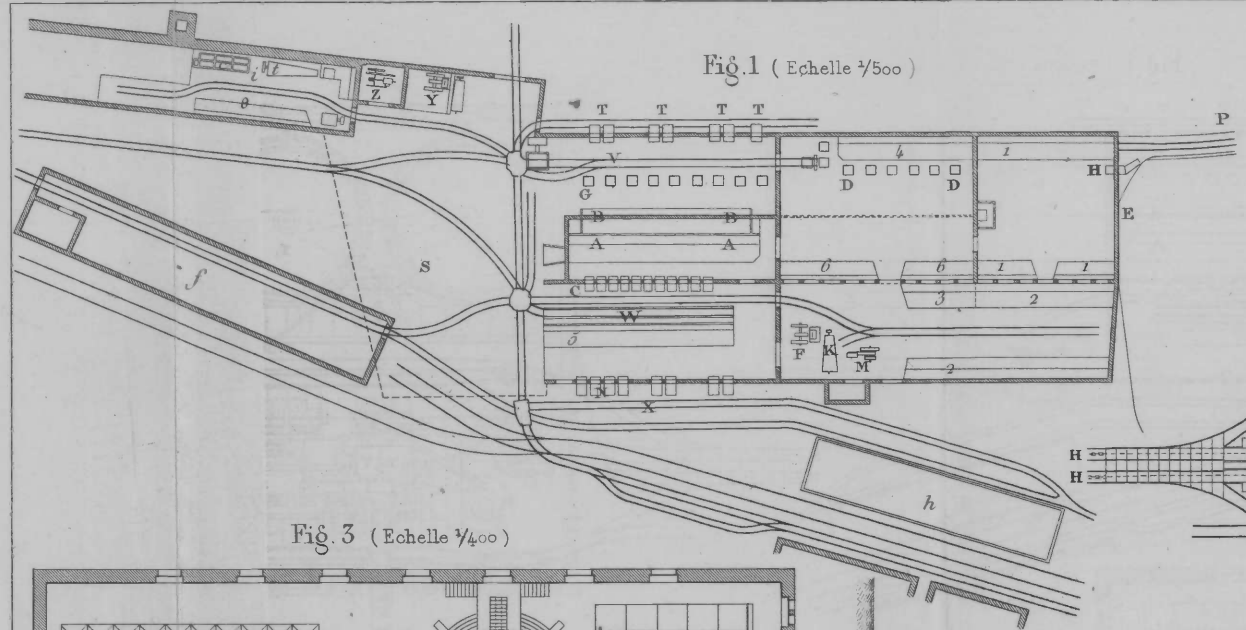 Fig.1 (Echelle 1/500)
T T T T
P
i t
Z Y
θ
V
4 1
G
D D
H
E
B B
A A
S
f
C
6 6 1 1
3 2
W
5
F K M
2
N
X
H
H
h
Fig. 3 (Echelle 1/400)